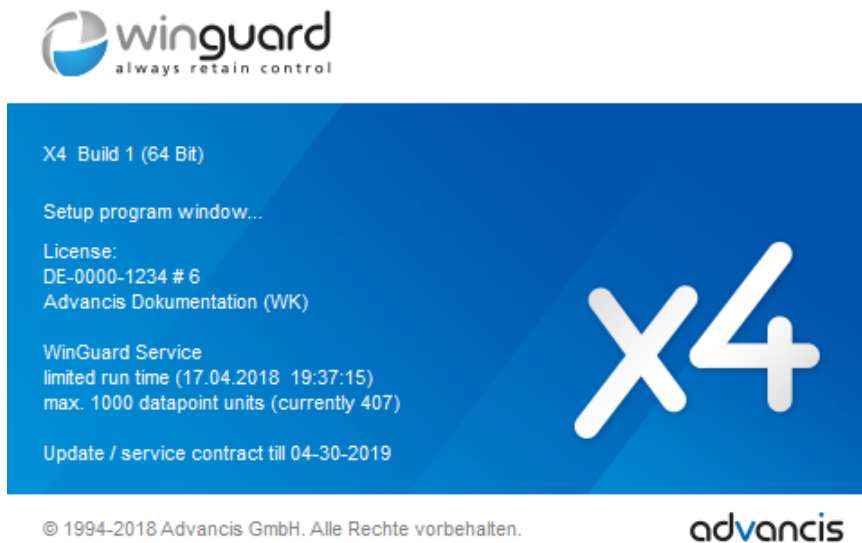 winguard
always retain control
X4 Build 1 (64 Bit)
Setup program window...
License:
DE-0000-1234 # 6
Advancis Dokumentation (WK)
WinGuard Service
limited run time (17.04.2018 19:37:15)
max. 1000 datapoint units (currently 407)
Update / service contract till 04-30-2019
x4
© 1994-2018 Advancis GmbH. Alle Rechte vorbehalten.
advancis